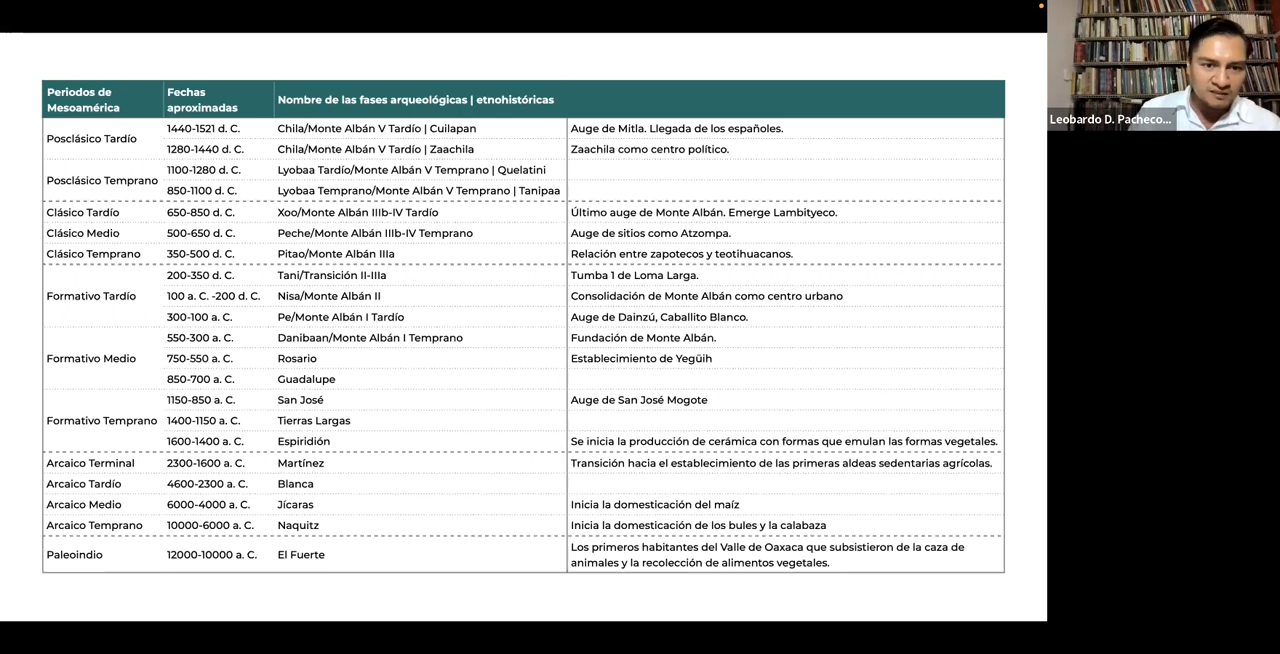 Periodos de Mesoamérica | Fechas aproximadas | Nombre de las fases arqueológicas | etnohistóricas
Posclásico Tardío
1440-1521 d. C. Chila/Monte Albán V Tardío | Cuilapan Auge de Mitla. Llegada de los españoles.
1280-1440 d. C. Chila/Monte Albán V Tardío | Zaachila Zaachila como centro político.
Posclásico Temprano
1100-1280 d. C. Lyobaa Tardío/Monte Albán V Temprano | Quelatini
850-1100 d. C. Lyobaa Temprano/Monte Albán V Temprano | Tanipaa
Clásico Tardío 650-850 d. C. Xoo/Monte Albán IIIb-IV Tardío Último auge de Monte Albán. Emerge Lambityeco.
Clásico Medio 500-650 d. C. Peche/Monte Albán IIIb-IV Temprano Auge de sitios como Atzompa.
Clásico Temprano 350-500 d. C. Pitao/Monte Albán IIIa Relación entre zapotecos y teotihuacanos.
Formativo Tardío
200-350 d. C. Tani/Transición II-IIIa Tumba 1 de Loma Larga.
100 a. C. -200 d. C. Nisa/Monte Albán II Consolidación de Monte Albán como centro urbano
300-100 a. C. Pe/Monte Albán I Tardío Auge de Dainzú, Caballito Blanco.
Formativo Medio
550-300 a. C. Danibaan/Monte Albán I Temprano Fundación de Monte Albán.
750-550 a. C. Rosario Establecimiento de Yegüih
850-700 a. C. Guadalupe
Formativo Temprano
1150-850 a. C. San José Auge de San José Mogote
1400-1150 a. C. Tierras Largas
1600-1400 a. C. Espiridión Se inicia la producción de cerámica con formas que emulan las formas vegetales.
Arcaico Terminal 2300-1600 a. C. Martínez Transición hacia el establecimiento de las primeras aldeas sedentarias agrícolas.
Arcaico Tardío 4600-2300 a. C. Blanca
Arcaico Medio 6000-4000 a. C. Jícaras Inicia la domesticación del maíz
Arcaico Temprano 10000-6000 a. C. Naquitz Inicia la domesticación de los bules y la calabaza
Paleoindio 12000-10000 a. C. El Fuerte Los primeros habitantes del Valle de Oaxaca que subsistieron de la caza de
animales y la recolección de alimentos vegetales.
Leobardo D. Pacheco...